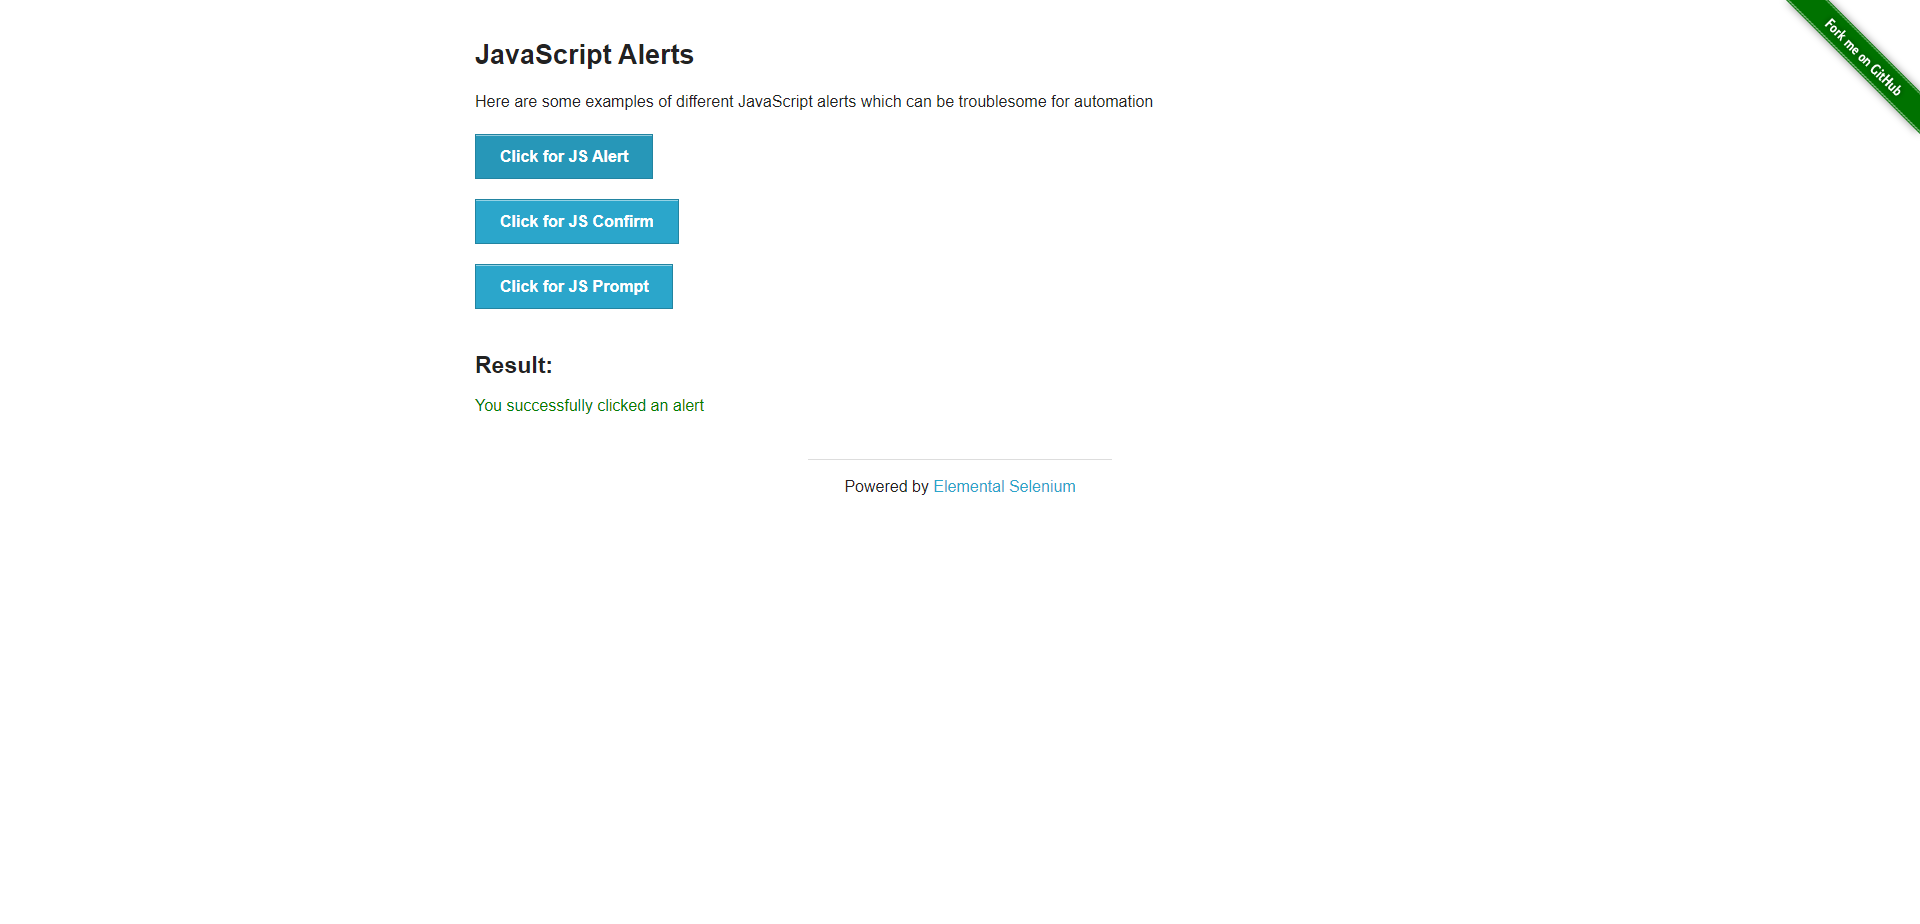 Fork me on GitHub
JavaScript Alerts
Here are some examples of different JavaScript alerts which can be troublesome for automation
Click for JS Alert
Click for JS Confirm
Click for JS Prompt
Result:
You successfully clicked an alert
Powered by Elemental Selenium